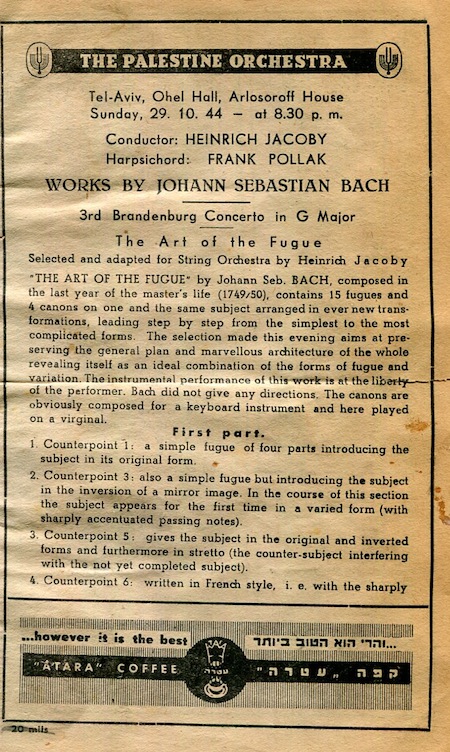 THE PALESTINE ORCHESTRA
Tel-Aviv, Ohel Hall, Arlosoroff House
Sunday, 29. 10. 44 — at 8.30 p. m.
Conductor: HEINRICH JACOBY
Harpsichord: FRANK POLLAK
WORKS BY JOHANN SEBASTIAN BACH
3rd Brandenburg Concerto in G Major
The Art of the Fugue
Selected and adapted for String Orchestra by Heinrich Jacoby
"THE ART OF THE FUGUE" by Johann Seb. BACH, composed in
the last year of the master's life (1749/50), contains 15 fugues and
4 canons on one and the same subject arranged in ever new trans-
formations, leading step by step from the simplest to the most
complicated forms. The selection made this evening aims at pre-
serving the general plan and marvellous architecture of the whole
revealing itself as an ideal combination of the forms of fugue and
variation. The instrumental performance of this work is at the liberty
of the performer. Bach did not give any directions. The canons are
obviously composed for a keyboard instrument and here played
on a virginal.
First part.
1. Counterpoint 1: a simple fugue of four parts introducing the
subject in its original form.
2. Counterpoint 3: also a simple fugue but introducing the subject
in the inversion of a mirror image. In the course of this section
the subject appears for the first time in a varied form (with
sharply accentuated passing notes).
3. Counterpoint 5: gives the subject in the original and inverted
forms and furthermore in stretto (the counter-subject interfering
with the not yet completed subject).
4. Counterpoint 6: written in French style, i. e. with the sharply
...however it is the best
...והרי הוא הטוב ביותר
"ATARA" COFFEE
עטרה
קפה „עטרה"
20 mils